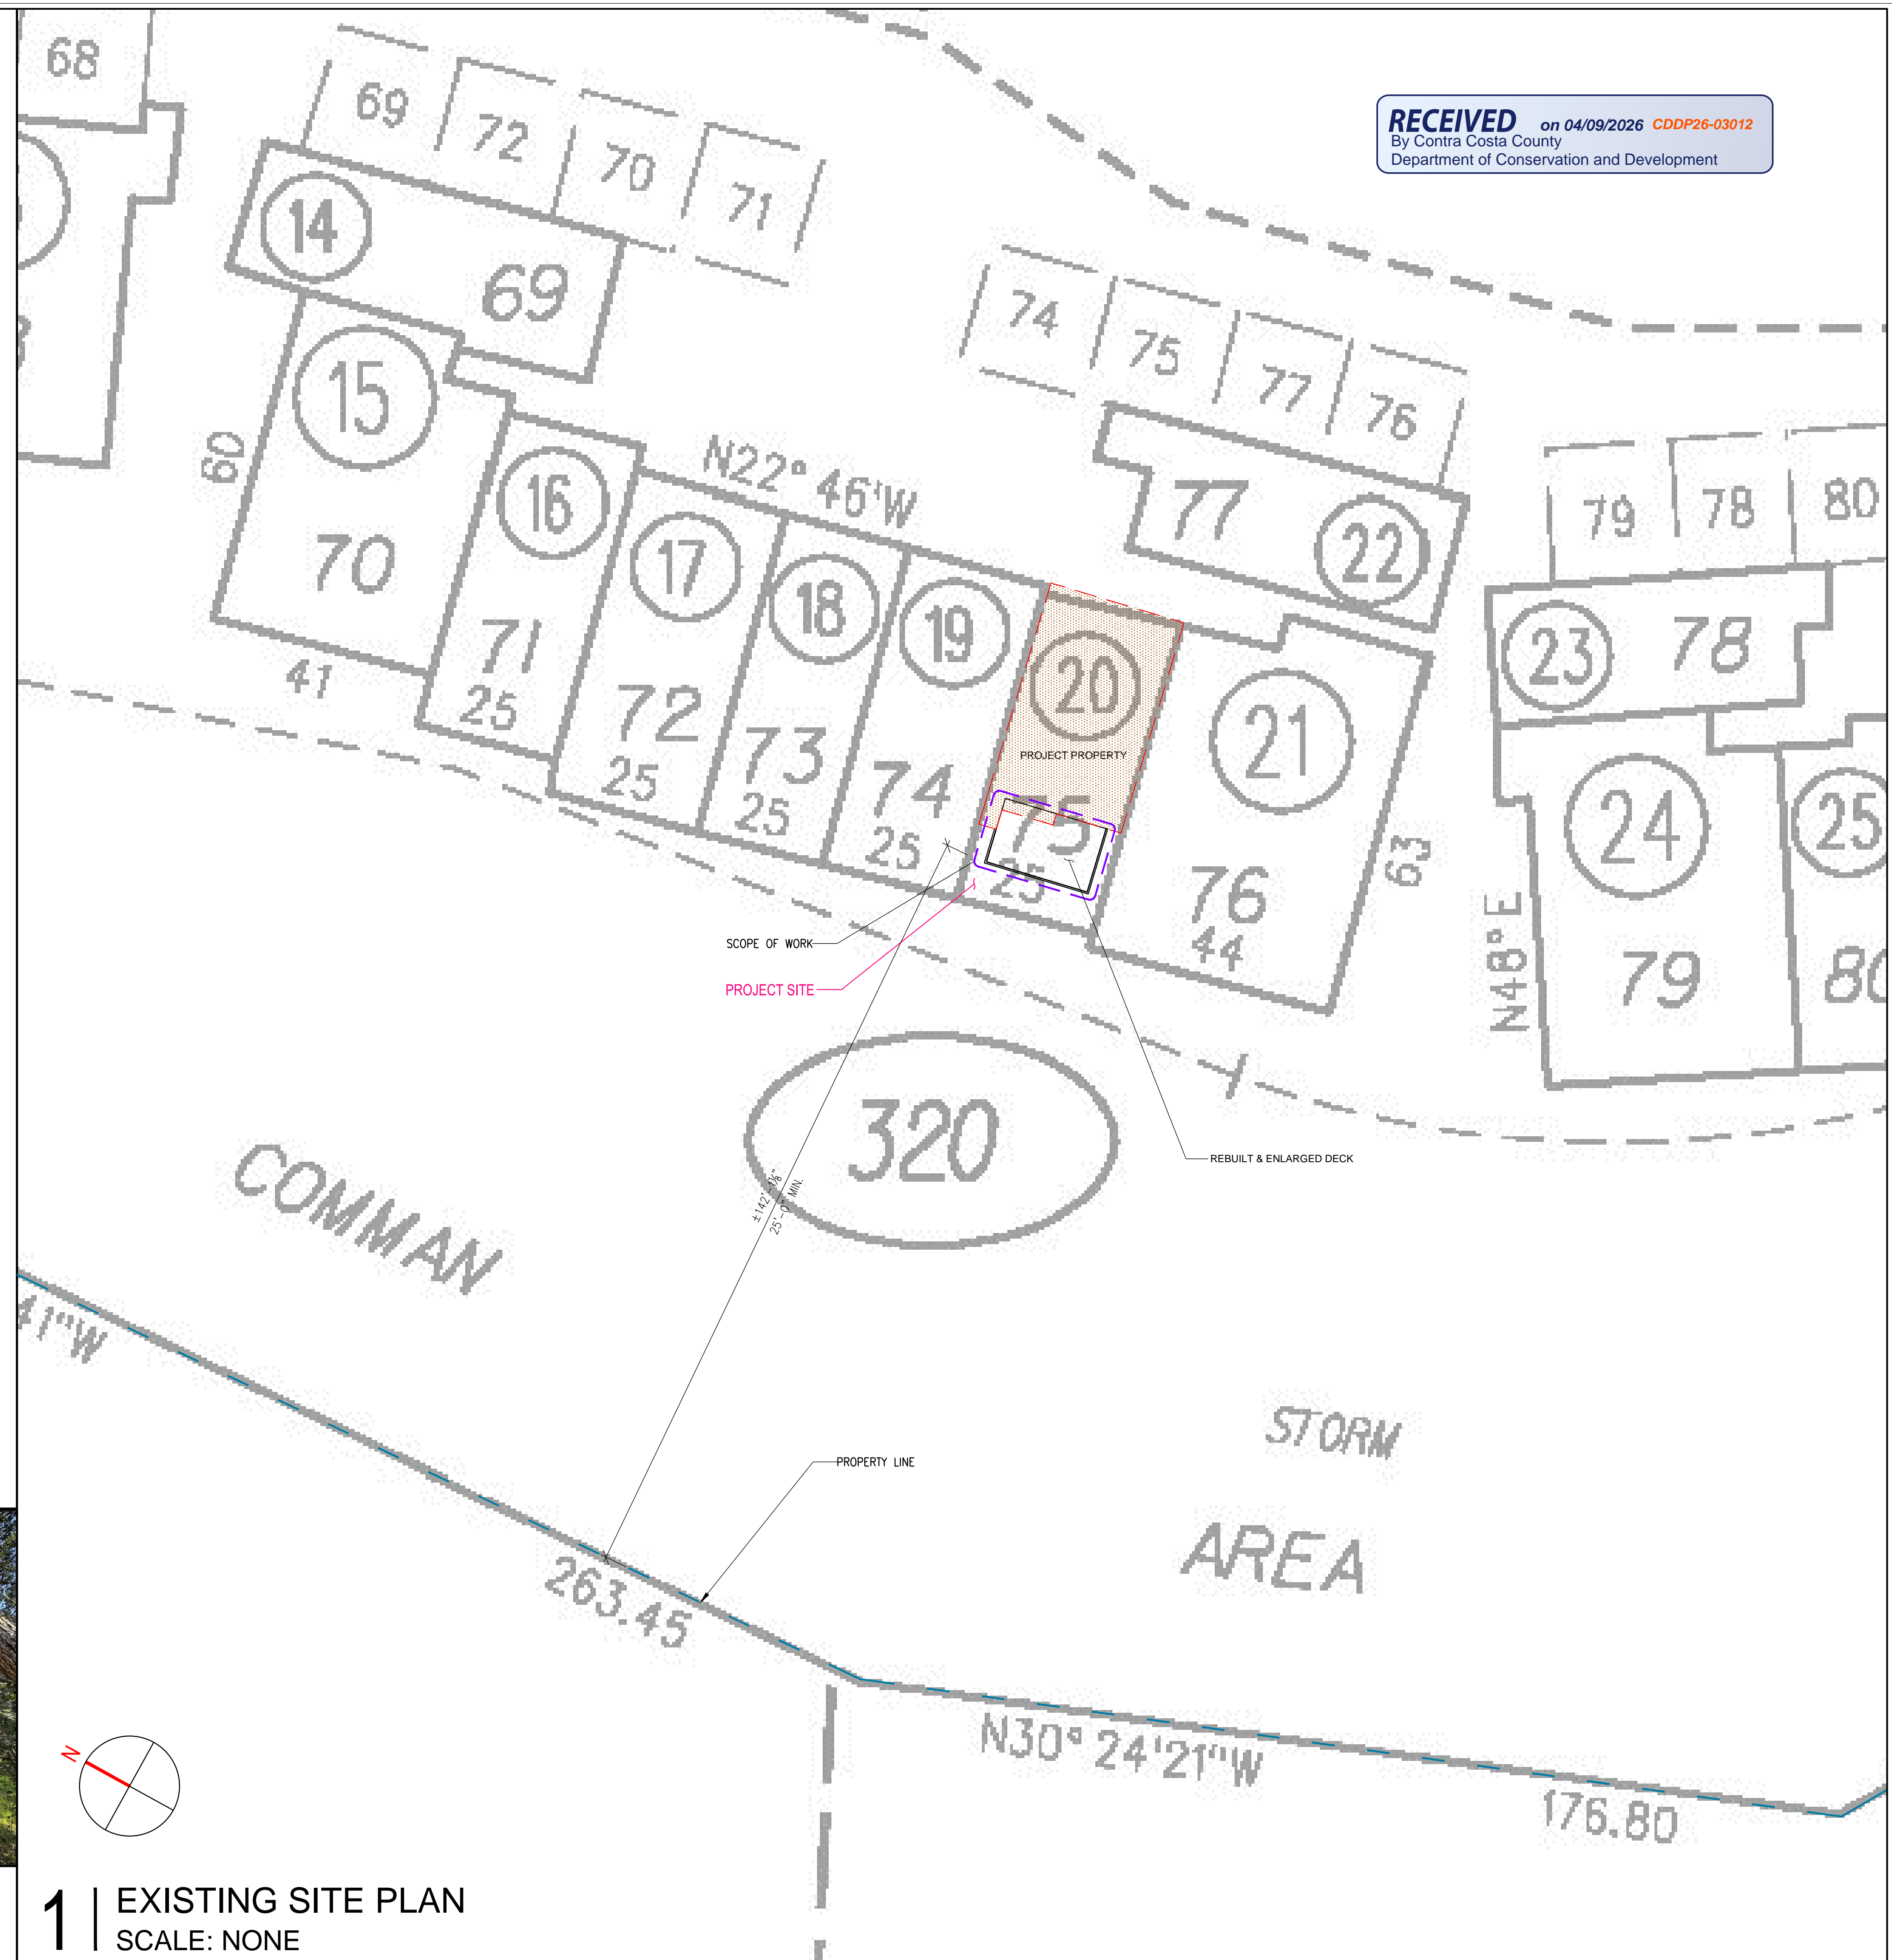 68
69
72
70
71
RECEIVED on 04/09/2026 CDDP26-03012
By Contra Costa County
Department of Conservation and Development
14
69
74
75
77
76
15
60
70
41
16
71
25
N22° 46'W
17
72
25
18
73
25
19
74
25
20
PROJECT PROPERTY
75
25
77
22
21
76
44
63
79
78
80
23
78
24
25
N48°E
79
80
SCOPE OF WORK
PROJECT SITE
320
REBUILT & ENLARGED DECK
±142'-1⅛"
25'-0" MIN.
COMMAN
41"W
STORM
PROPERTY LINE
AREA
263.45
N30° 24'21"W
176.80
N
1
EXISTING SITE PLAN
SCALE: NONE